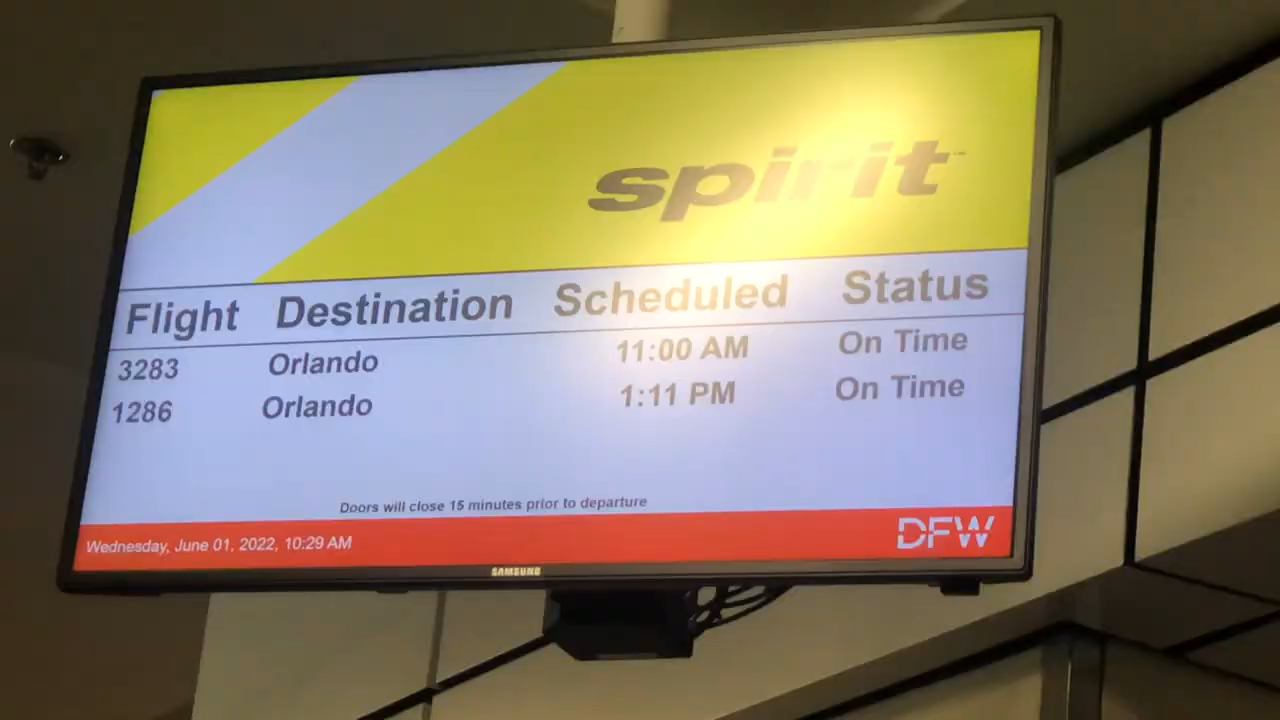 spirit™
Flight Destination Scheduled Status
3283 Orlando 11:00 AM On Time
1286 Orlando 1:11 PM On Time
Doors will close 15 minutes prior to departure
Wednesday, June 01, 2022, 10:29 AM
DFW
SAMSUNG